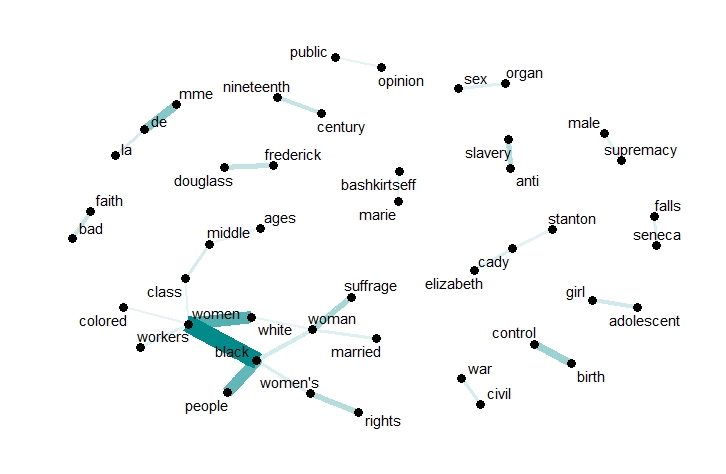 public
opinion
sex
organ
mme
nineteenth
de
century
male
la
frederick
slavery
supremacy
douglass
bashkirtseff
anti
faith
marie
falls
bad
ages
stanton
seneca
middle
cady
class
elizabeth
suffrage
girl
women
woman
adolescent
colored
white
control
workers
black
married
women's
war
birth
people
civil
rights